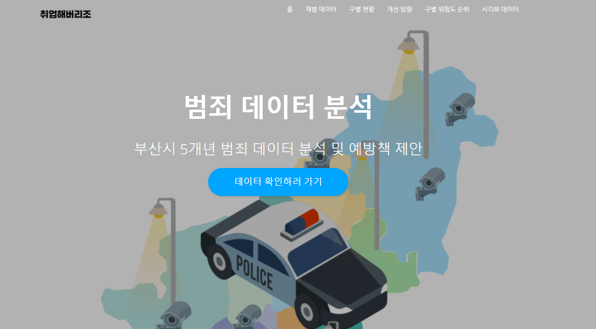 취업해버리조
홈 재범 데이터 구별 현황 개선 방향 구별 위험도 순위 시각화 데이터
범죄 데이터 분석
부산시 5개년 범죄 데이터 분석 및 예방책 제안
데이터 확인하러 가기
POLICE